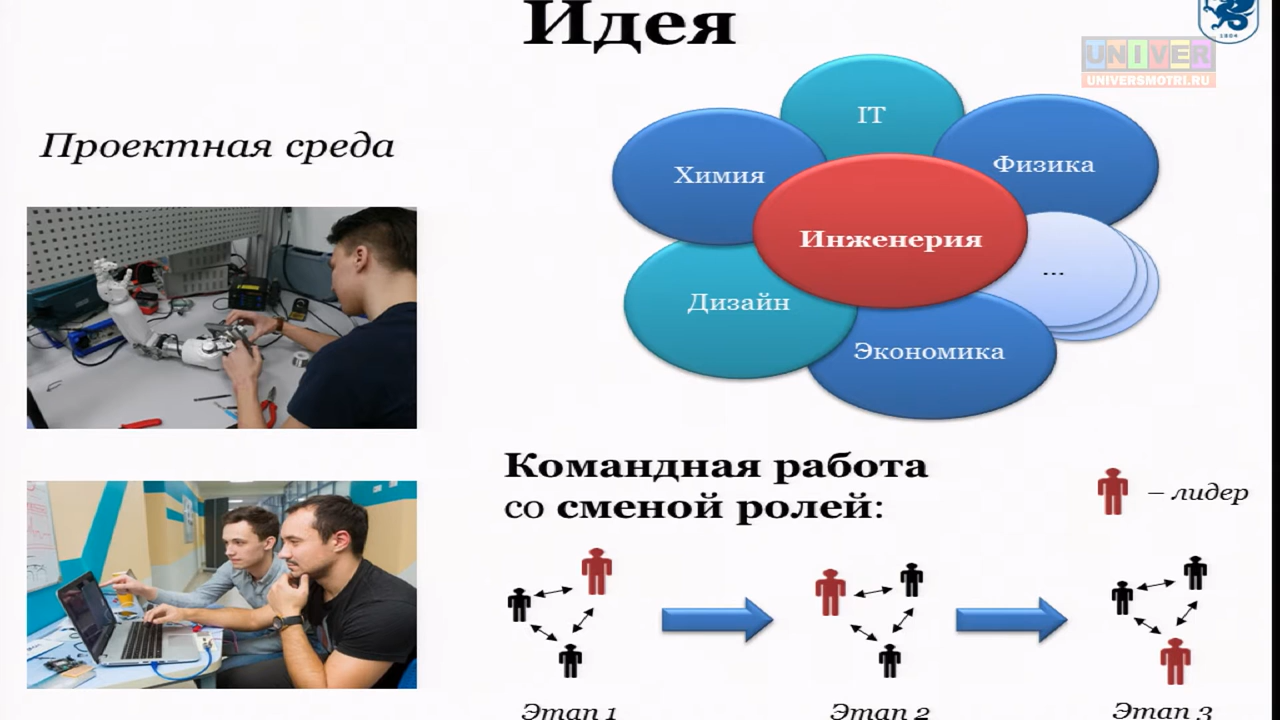 Идея
1804
UNIVER
UNIVERSMOTRI.RU
Проектная среда
IT
Химия
Физика
Инженерия
...
Дизайн
Экономика
Командная работа
со сменой ролей:
– лидер
Этап 1
Этап 2
Этап 3